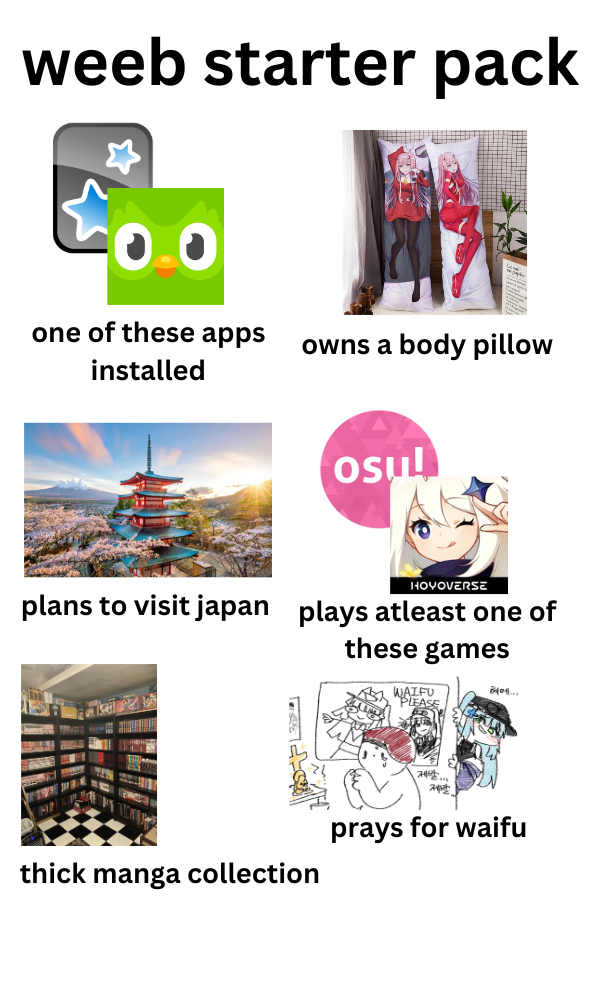 weeb starter pack
one of these apps
installed
owns a body pillow
plans to visit japan
osu!
HOYOVERSE
plays atleast one of
these games
WAIFU
PLEASE
헤헤...
제발...
제발..
prays for waifu
thick manga collection